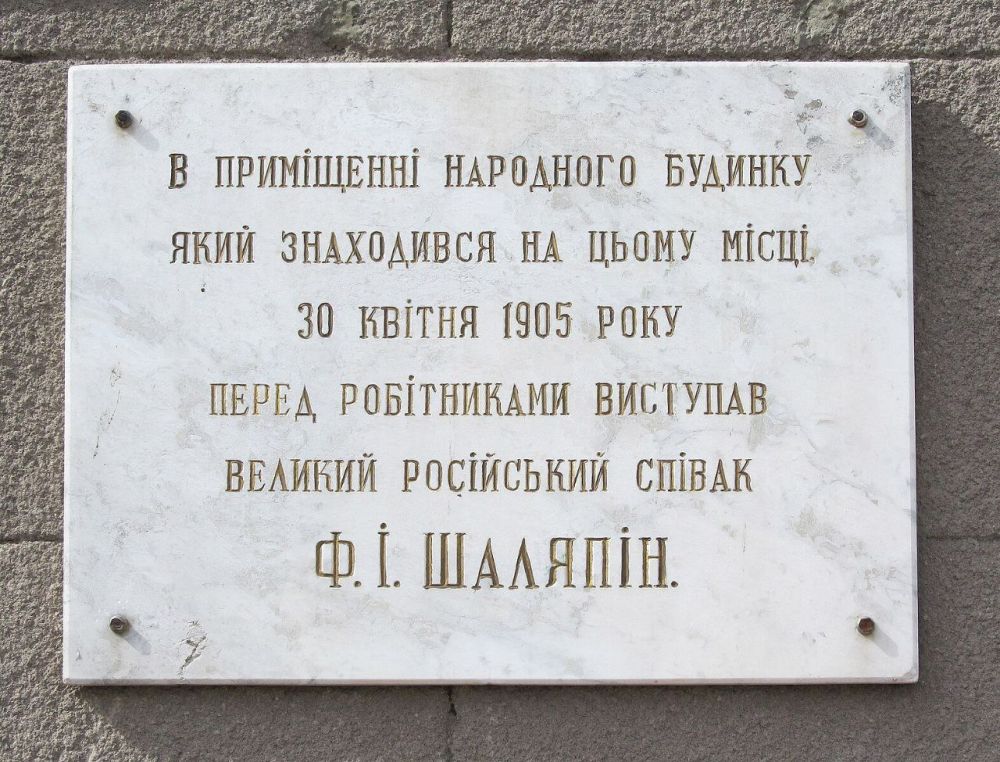 В ПРИМІЩЕННІ НАРОДНОГО БУДИНКУ
ЯКИЙ ЗНАХОДИВСЯ НА ЦЬОМУ МІСЦІ,
30 КВІТНЯ 1905 РОКУ
ПЕРЕД РОБІТНИКАМИ ВИСТУПАВ
ВЕЛИКИЙ РОСІЙСЬКИЙ СПІВАК
Ф. І. ШАЛЯПІН.